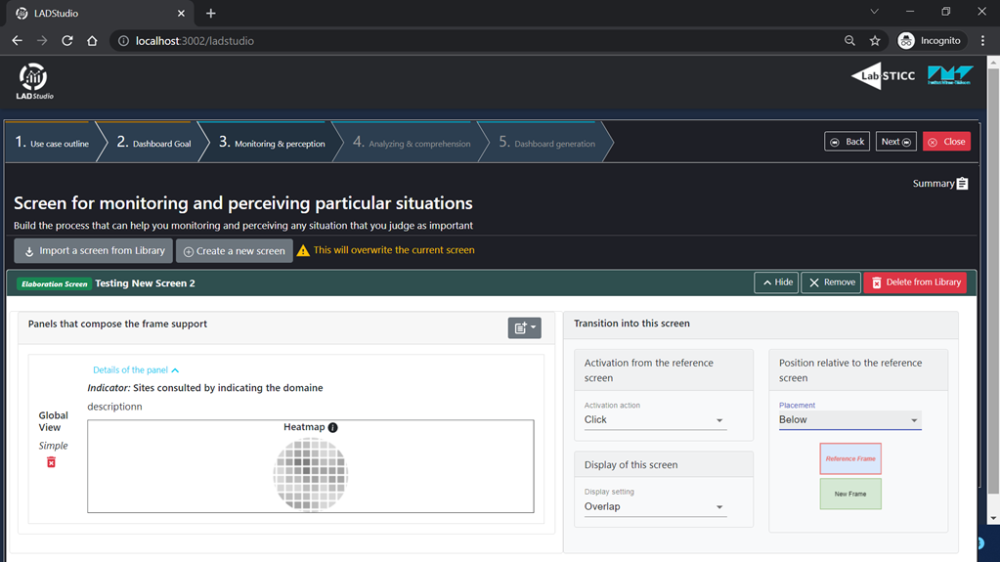 LADStudio
localhost:3002/ladstudio
Incognito
LADStudio
Lab-STICC
1. Use case outline
2. Dashboard Goal
3. Monitoring & perception
4. Analyzing & comprehension
5. Dashboard generation
Back
Next
Close
Summary
Screen for monitoring and perceiving particular situations
Build the process that can help you monitoring and perceiving any situation that you judge as important
Import a screen from Library
Create a new screen
This will overwrite the current screen
Elaboration Screen Testing New Screen 2
Hide
Remove
Delete from Library
Panels that compose the frame support
Details of the panel
Indicator: Sites consulted by indicating the domaine
descriptionn
Global
View
Simple
Heatmap
Transition into this screen
Activation from the reference
screen
Activation action
Click
Display of this screen
Display setting
Overlap
Position relative to the reference
screen
Placement
Below
Reference Frame
New Frame